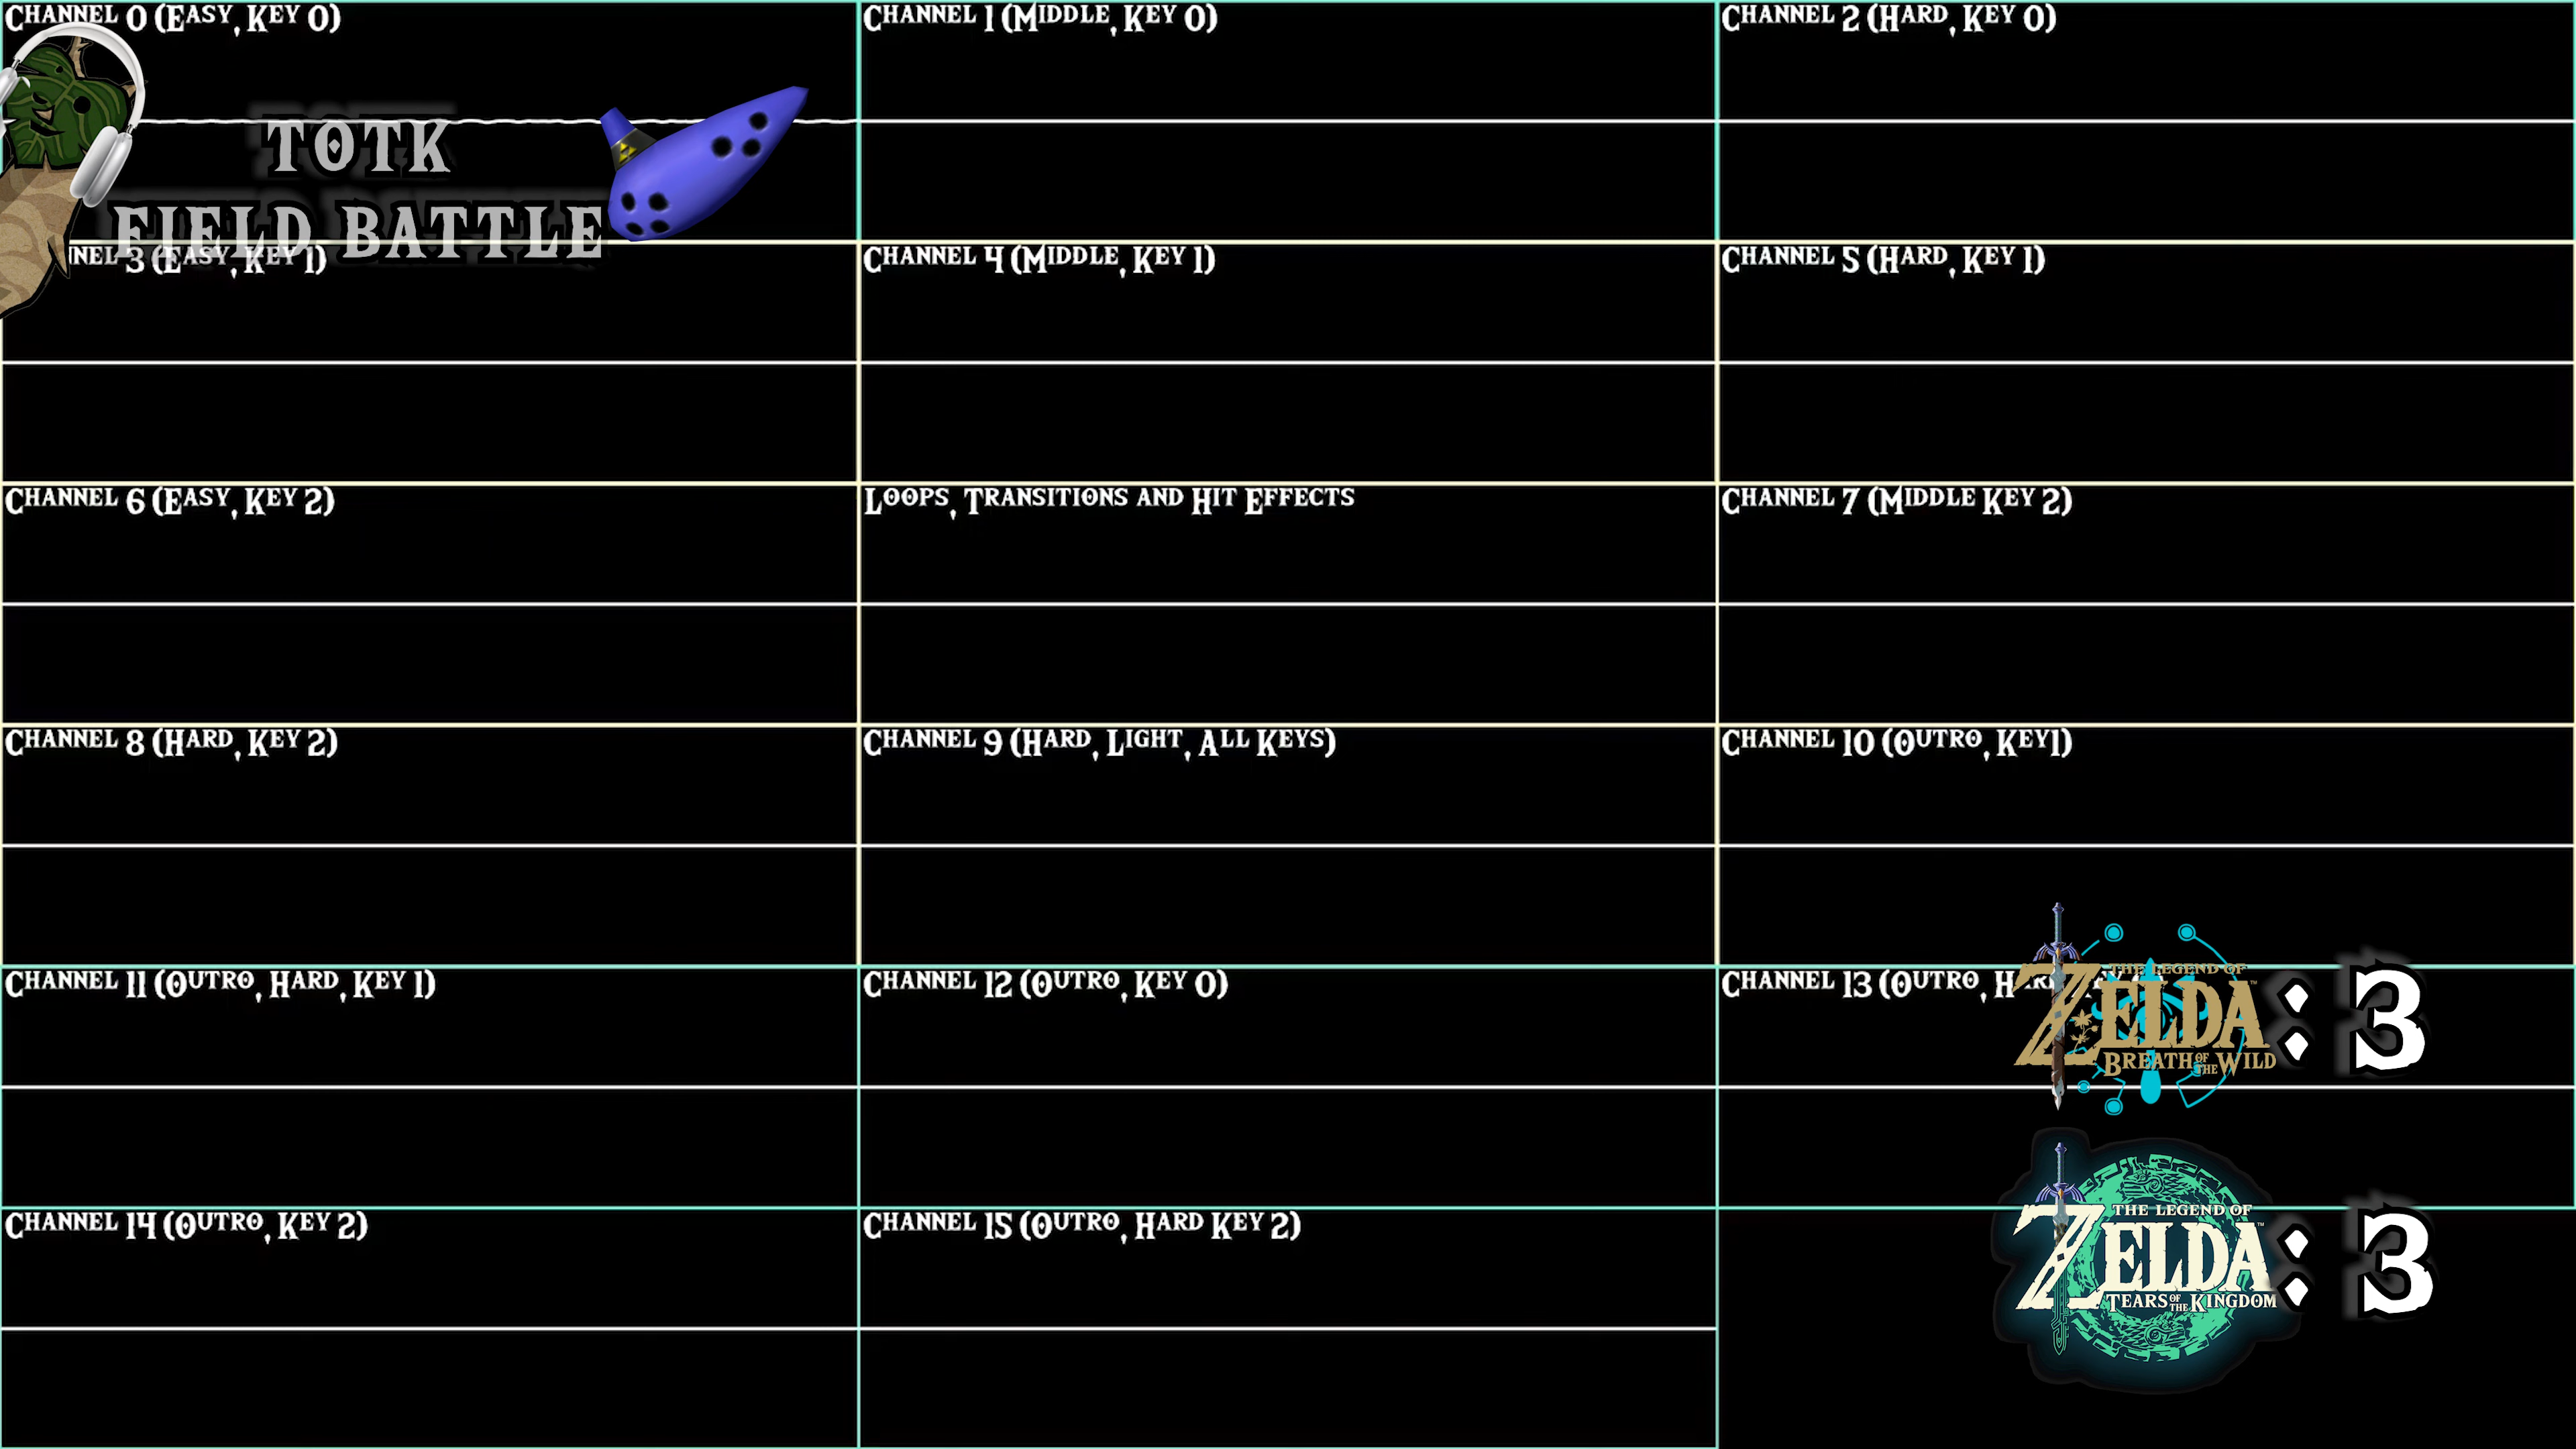 Channel 0 (Easy, Key 0)
Channel 1 (Middle, Key 0)
Channel 2 (Hard, Key 0)
TOTK
FIELD BATTLE
3 (Easy, Key 1)
Channel 4 (Middle, Key 1)
Channel 5 (Hard, Key 1)
Channel 6 (Easy, Key 2)
Loops, Transitions and Hit Effects
Channel 7 (Middle Key 2)
Channel 8 (Hard, Key 2)
Channel 9 (Hard, Light, All Keys)
Channel 10 (Outro, Key1)
Channel 11 (Outro, Hard, Key 1)
Channel 12 (Outro, Key 0)
Channel 13 (Outro,
THE LEGEND OF
ZELDA™
BREATH OF THE WILD
: 3
Channel 14 (Outro, Key 2)
Channel 15 (Outro, Hard Key 2)
THE LEGEND OF
ZELDA™
TEARS OF THE KINGDOM
: 3